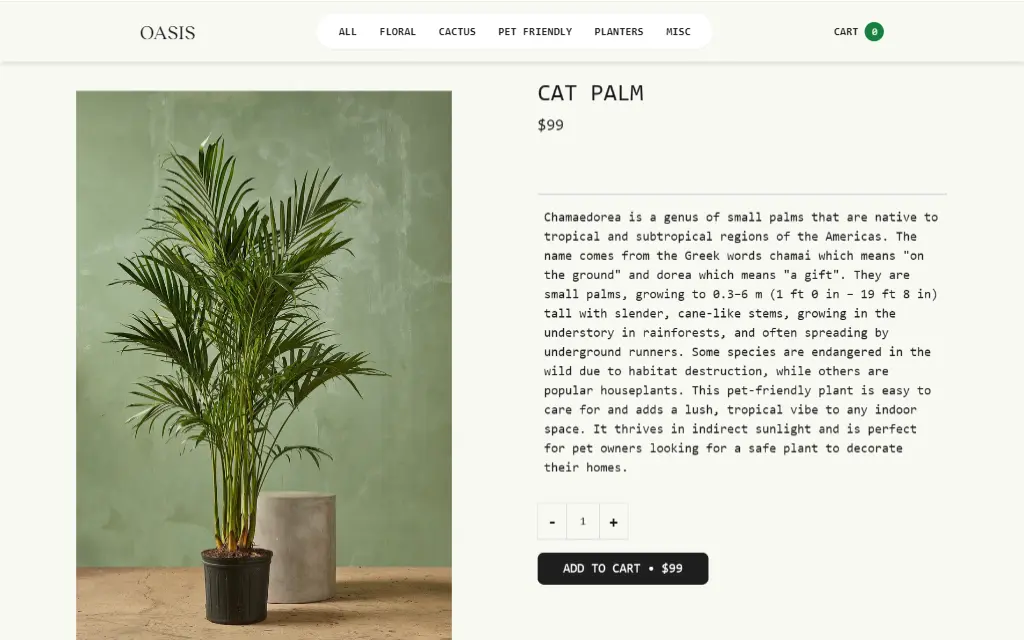 OASIS
ALL FLORAL CACTUS PET FRIENDLY PLANTERS MISC
CART 0
CAT PALM
$99
Chamaedorea is a genus of small palms that are native to
tropical and subtropical regions of the Americas. The
name comes from the Greek words chamai which means "on
the ground" and dorea which means "a gift". They are
small palms, growing to 0.3–6 m (1 ft 0 in – 19 ft 8 in)
tall with slender, cane-like stems, growing in the
understory in rainforests, and often spreading by
underground runners. Some species are endangered in the
wild due to habitat destruction, while others are
popular houseplants. This pet-friendly plant is easy to
care for and adds a lush, tropical vibe to any indoor
space. It thrives in indirect sunlight and is perfect
for pet owners looking for a safe plant to decorate
their homes.
- 1 +
ADD TO CART • $99